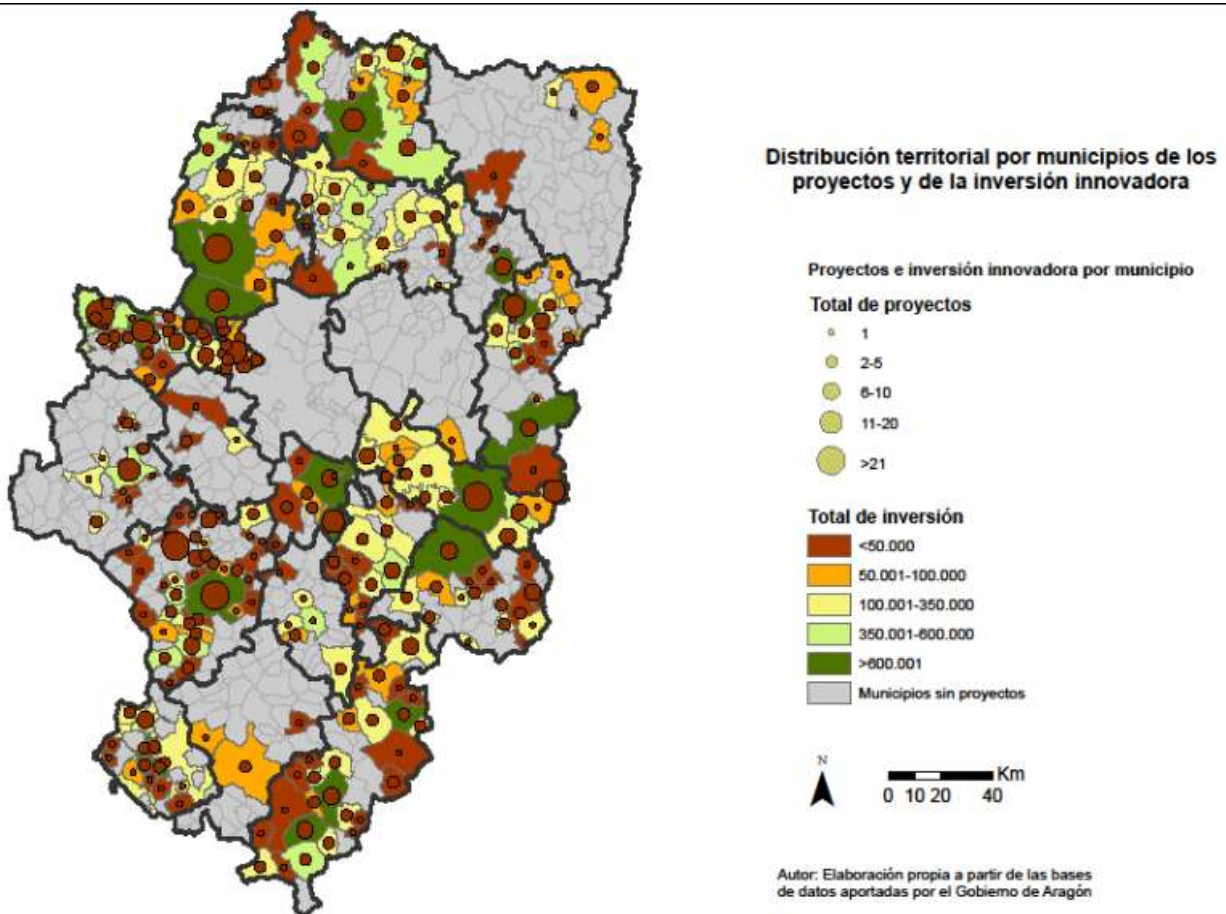 Distribución territorial por municipios de los
proyectos y de la inversión innovadora
Proyectos e inversión innovadora por municipio
Total de proyectos
1
2-5
6-10
11-20
>21
Total de inversión
<50.000
50.001-100.000
100.001-350.000
350.001-600.000
>600.001
Municipios sin proyectos
N
Km
0 10 20 40
Autor: Elaboración propia a partir de las bases
de datos aportadas por el Gobierno de Aragón